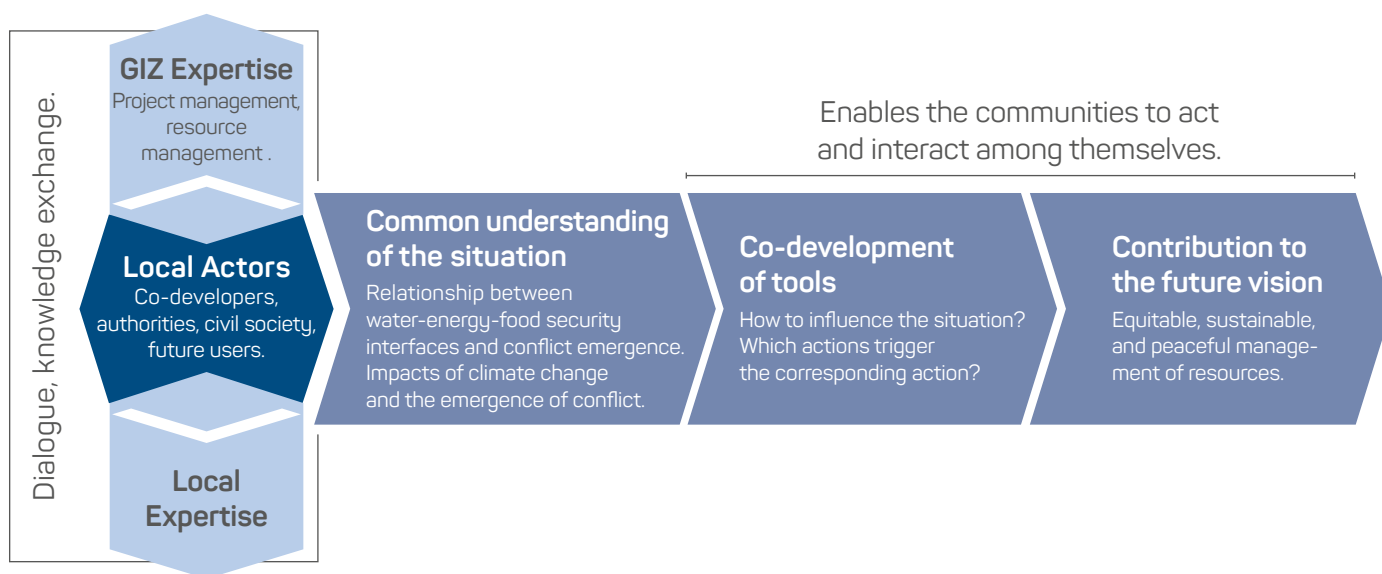 Dialogue, knowledge exchange.
GIZ Expertise
Project management,
resource
management .
Local Actors
Co-developers,
authorities, civil society,
future users.
Local
Expertise
Common understanding
of the situation
Relationship between
water-energy-food security
interfaces and conflict emergence.
Impacts of climate change
and the emergence of conflict.
Enables the communities to act
and interact among themselves.
Co-development
of tools
How to influence the situation?
Which actions trigger
the corresponding action?
Contribution to
the future vision
Equitable, sustainable,
and peaceful manage-
ment of resources.